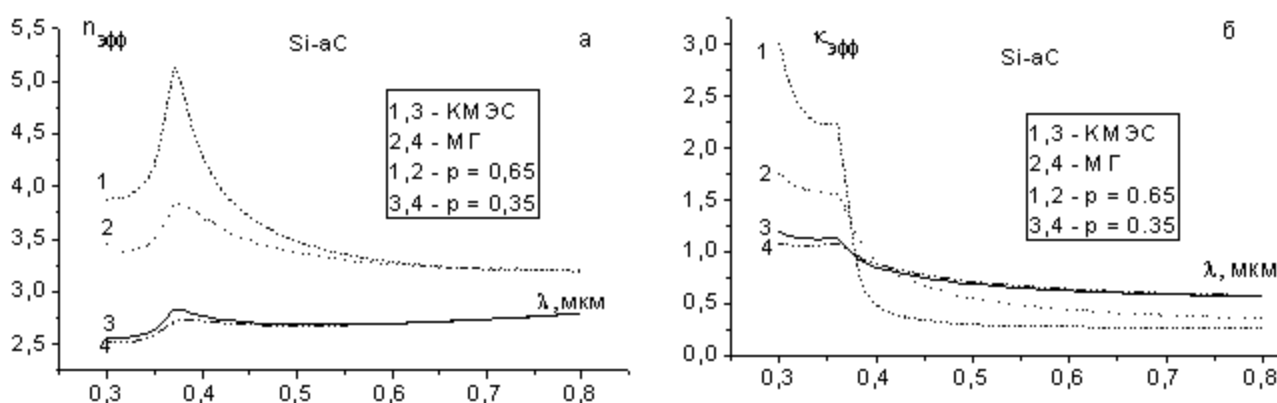 n эфф
Si-aC
а
1,3 - КМЭС
2,4 - МГ
1,2 - p = 0,65
3,4 - p = 0,35
5,5
5,0
4,5
4,0
3,5
3,0
2,5
1
2
3
4
λ, мкм
0,3 0,4 0,5 0,6 0,7 0,8
κ эфф
Si-aC
б
1,3 - КМЭС
2,4 - МГ
1,2 - p = 0.65
3,4 - p = 0.35
3,0
2,5
2,0
1,5
1,0
0,5
0,0
1
2
3
4
λ, мкм
0,3 0,4 0,5 0,6 0,7 0,8